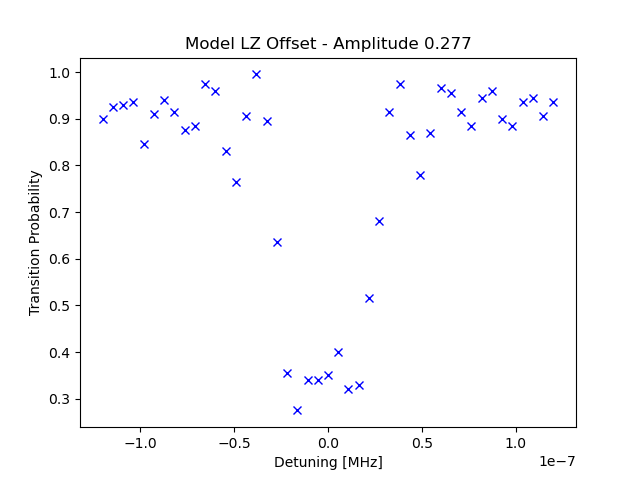 Model LZ Offset - Amplitude 0.277
Transition Probability
1.0
0.9
0.8
0.7
0.6
0.5
0.4
0.3
−1.0 −0.5 0.0 0.5 1.0
1e−7
Detuning [MHz]